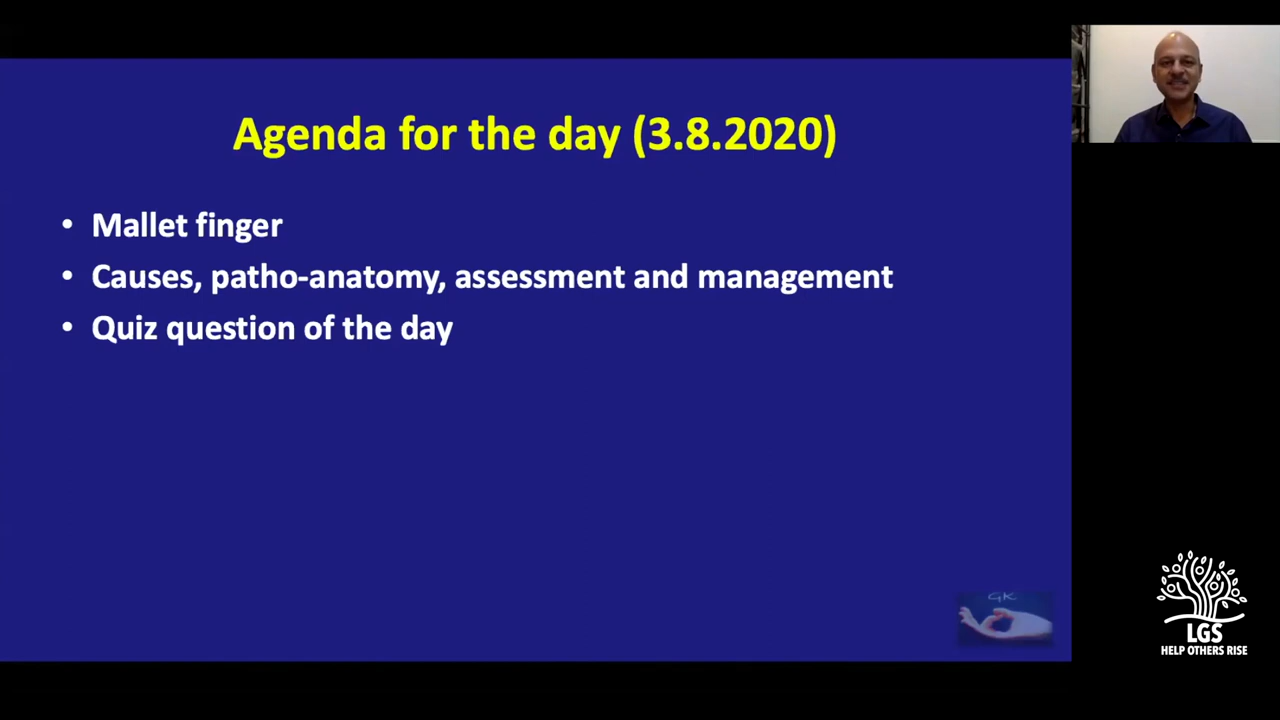 Agenda for the day (3.8.2020)
• Mallet finger
• Causes, patho-anatomy, assessment and management
• Quiz question of the day
GK
LGS
HELP OTHERS RISE